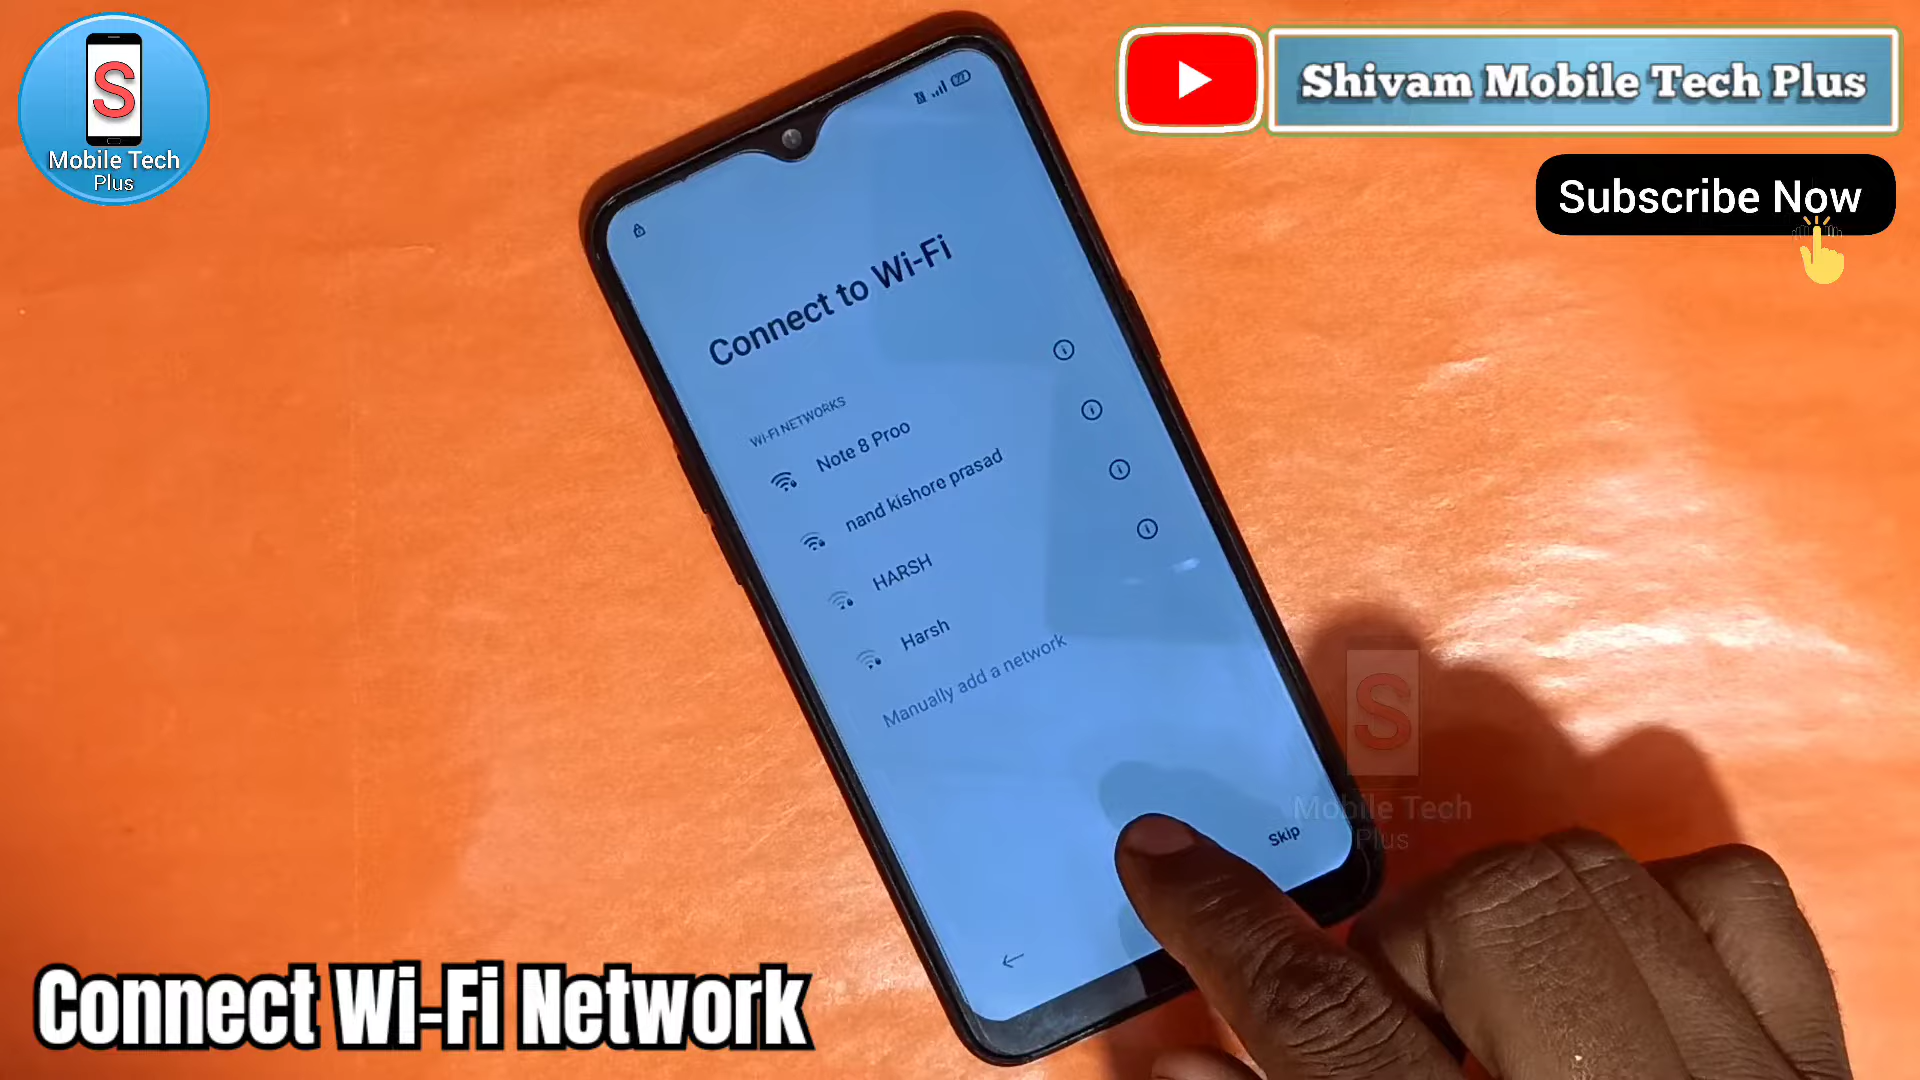 S
Mobile Tech
Plus
Shivam Mobile Tech Plus
Subscribe Now
77
Connect to Wi-Fi
WI-FI NETWORKS
Note 8 Proo
nand kishore prasad
HARSH
Harsh
Manually add a network
Skip
S
Mobile Tech
Plus
Connect Wi-Fi Network